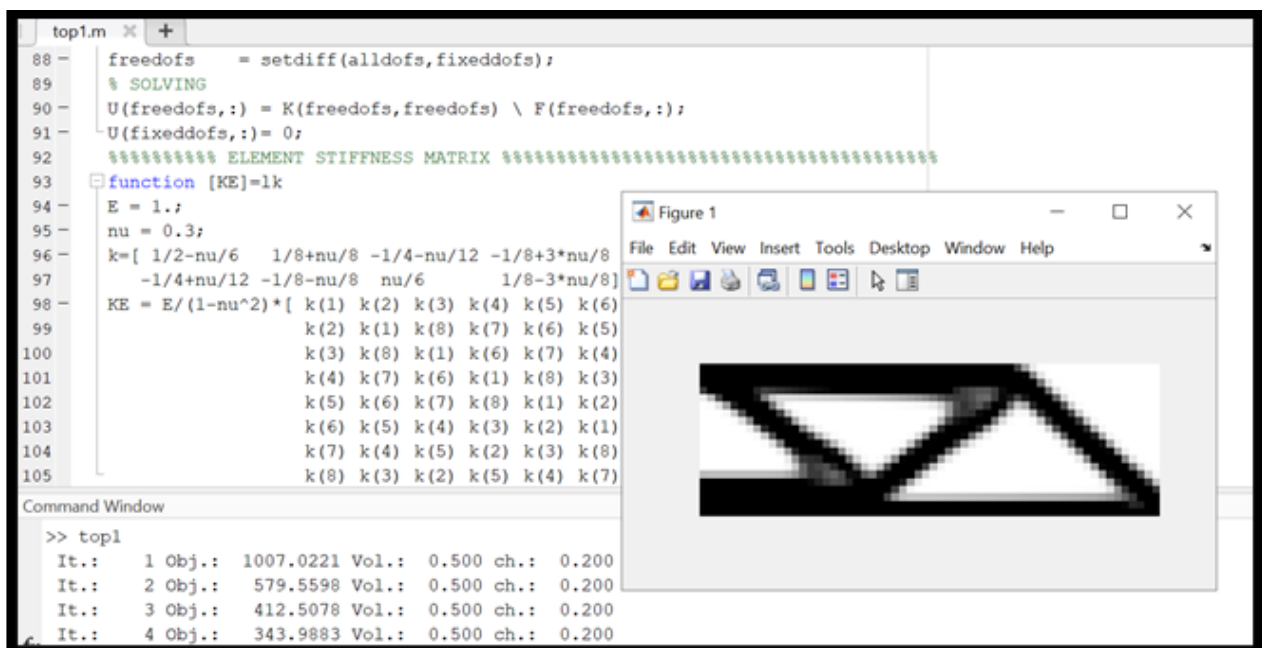 top1.m × +
88 – freedofs = setdiff(alldofs,fixeddofs);
89 % SOLVING
90 – U(freedofs,:) = K(freedofs,freedofs) \ F(freedofs,:);
91 – U(fixeddofs,:)= 0;
92 %%%%%%%%%% ELEMENT STIFFNESS MATRIX %%%%%%%%%%%%%%%%%%%%%%%%%%%%%%%%%%%%%%%%
93 function [KE]=lk
94 – E = 1.;
95 – nu = 0.3;
96 – k=[ 1/2-nu/6 1/8+nu/8 -1/4-nu/12 -1/8+3*nu/8
97 -1/4+nu/12 -1/8-nu/8 nu/6 1/8-3*nu/8]
98 – KE = E/(1-nu^2)*[ k(1) k(2) k(3) k(4) k(5) k(6)
99 k(2) k(1) k(8) k(7) k(6) k(5)
100 k(3) k(8) k(1) k(6) k(7) k(4)
101 k(4) k(7) k(6) k(1) k(8) k(3)
102 k(5) k(6) k(7) k(8) k(1) k(2)
103 k(6) k(5) k(4) k(3) k(2) k(1)
104 k(7) k(4) k(5) k(2) k(3) k(8)
105 k(8) k(3) k(2) k(5) k(4) k(7)
Figure 1
File Edit View Insert Tools Desktop Window Help
Command Window
>> top1
It.: 1 Obj.: 1007.0221 Vol.: 0.500 ch.: 0.200
It.: 2 Obj.: 579.5598 Vol.: 0.500 ch.: 0.200
It.: 3 Obj.: 412.5078 Vol.: 0.500 ch.: 0.200
It.: 4 Obj.: 343.9883 Vol.: 0.500 ch.: 0.200